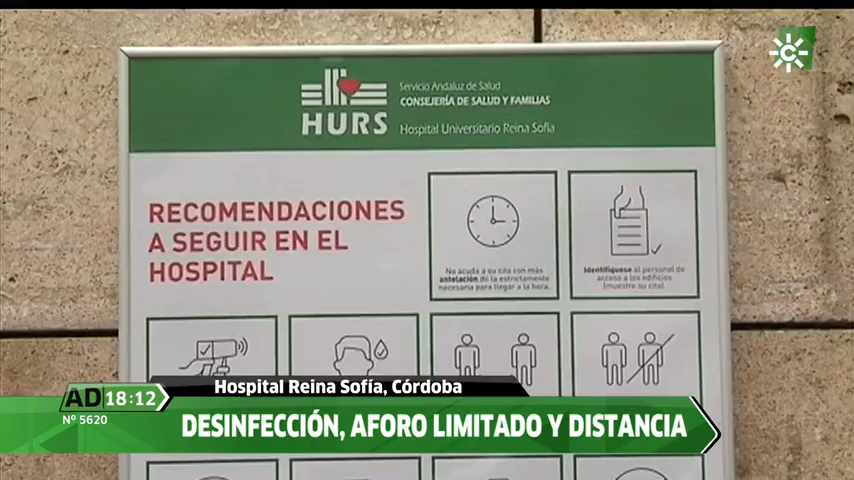 Servicio Andaluz de Salud
CONSEJERÍA DE SALUD Y FAMILIAS
HURS
Hospital Universitario Reina Sofía
RECOMENDACIONES
A SEGUIR EN EL
HOSPITAL
No acuda a su cita con más
antelación de la estrictamente
necesaria para llegar a la hora.
Identifíquese al personal de
acceso a los edificios
(muestre su cita).
Hospital Reina Sofía, Córdoba
AD 18:12
Nº 5620
DESINFECCIÓN, AFORO LIMITADO Y DISTANCIA